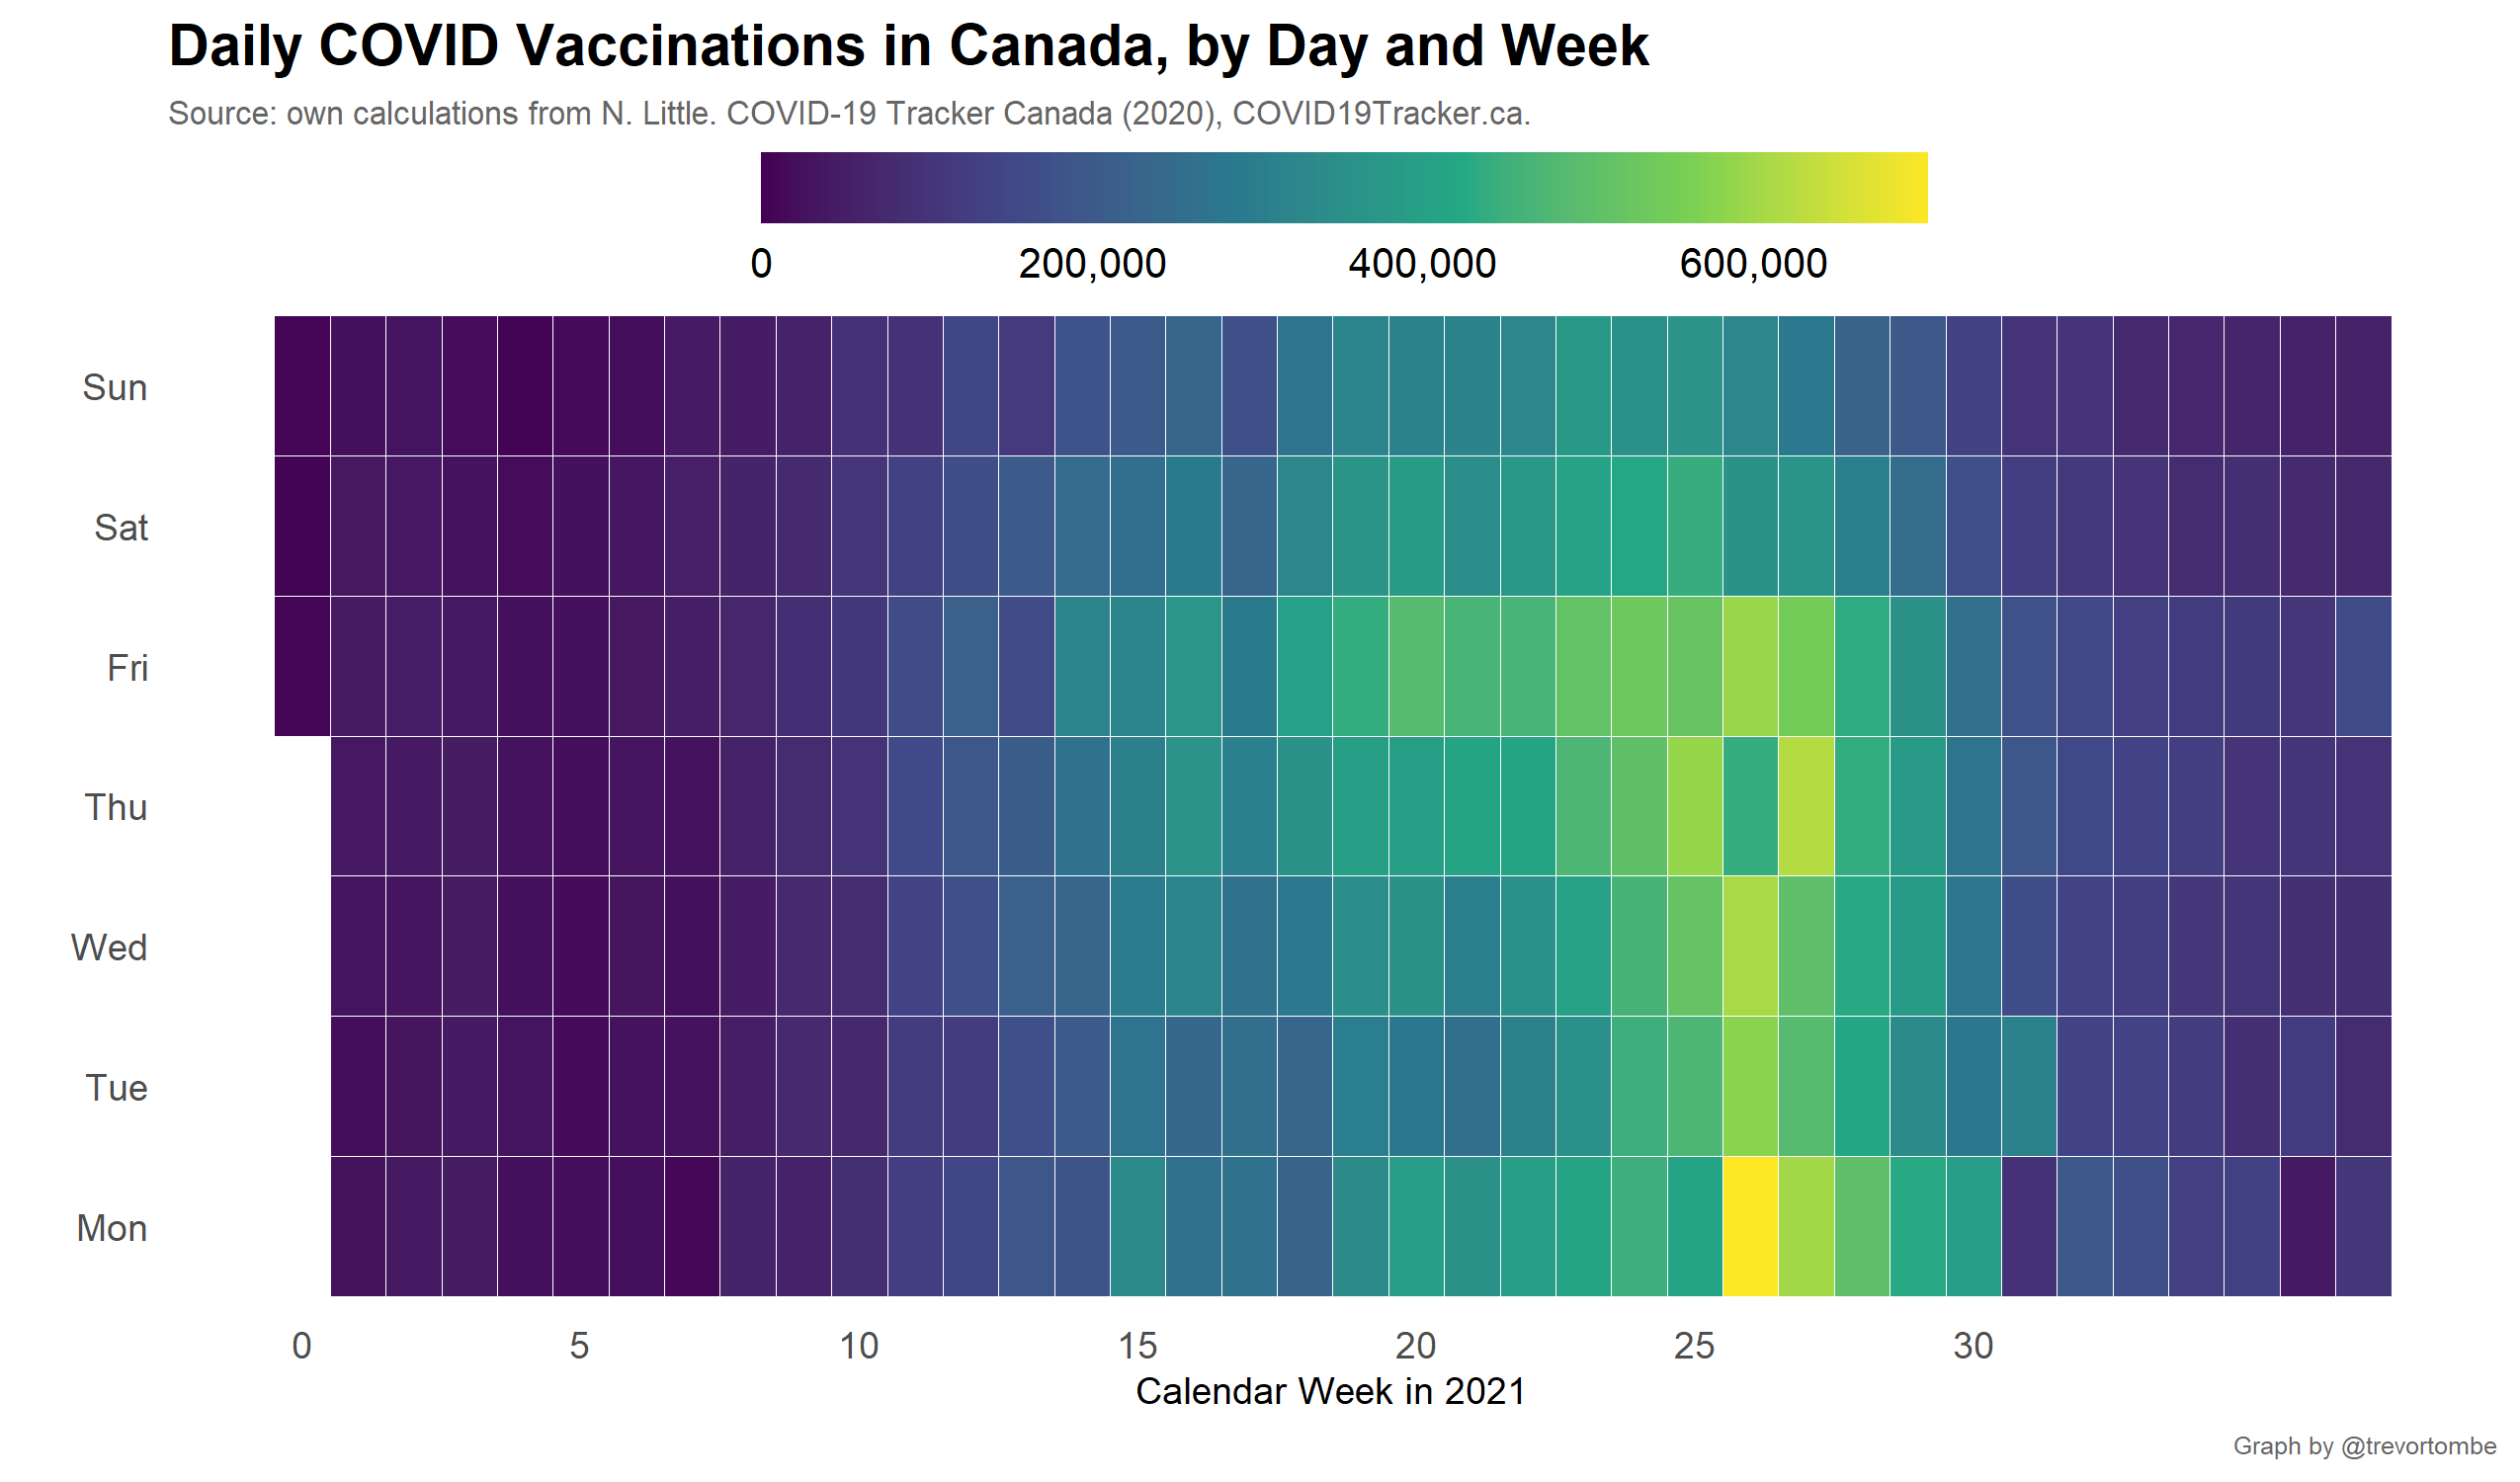 Daily COVID Vaccinations in Canada, by Day and Week
Source: own calculations from N. Little. COVID-19 Tracker Canada (2020), COVID19Tracker.ca.
0 200,000 400,000 600,000
Sun
Sat
Fri
Thu
Wed
Tue
Mon
0 5 10 15 20 25 30
Calendar Week in 2021
Graph by @trevortombe